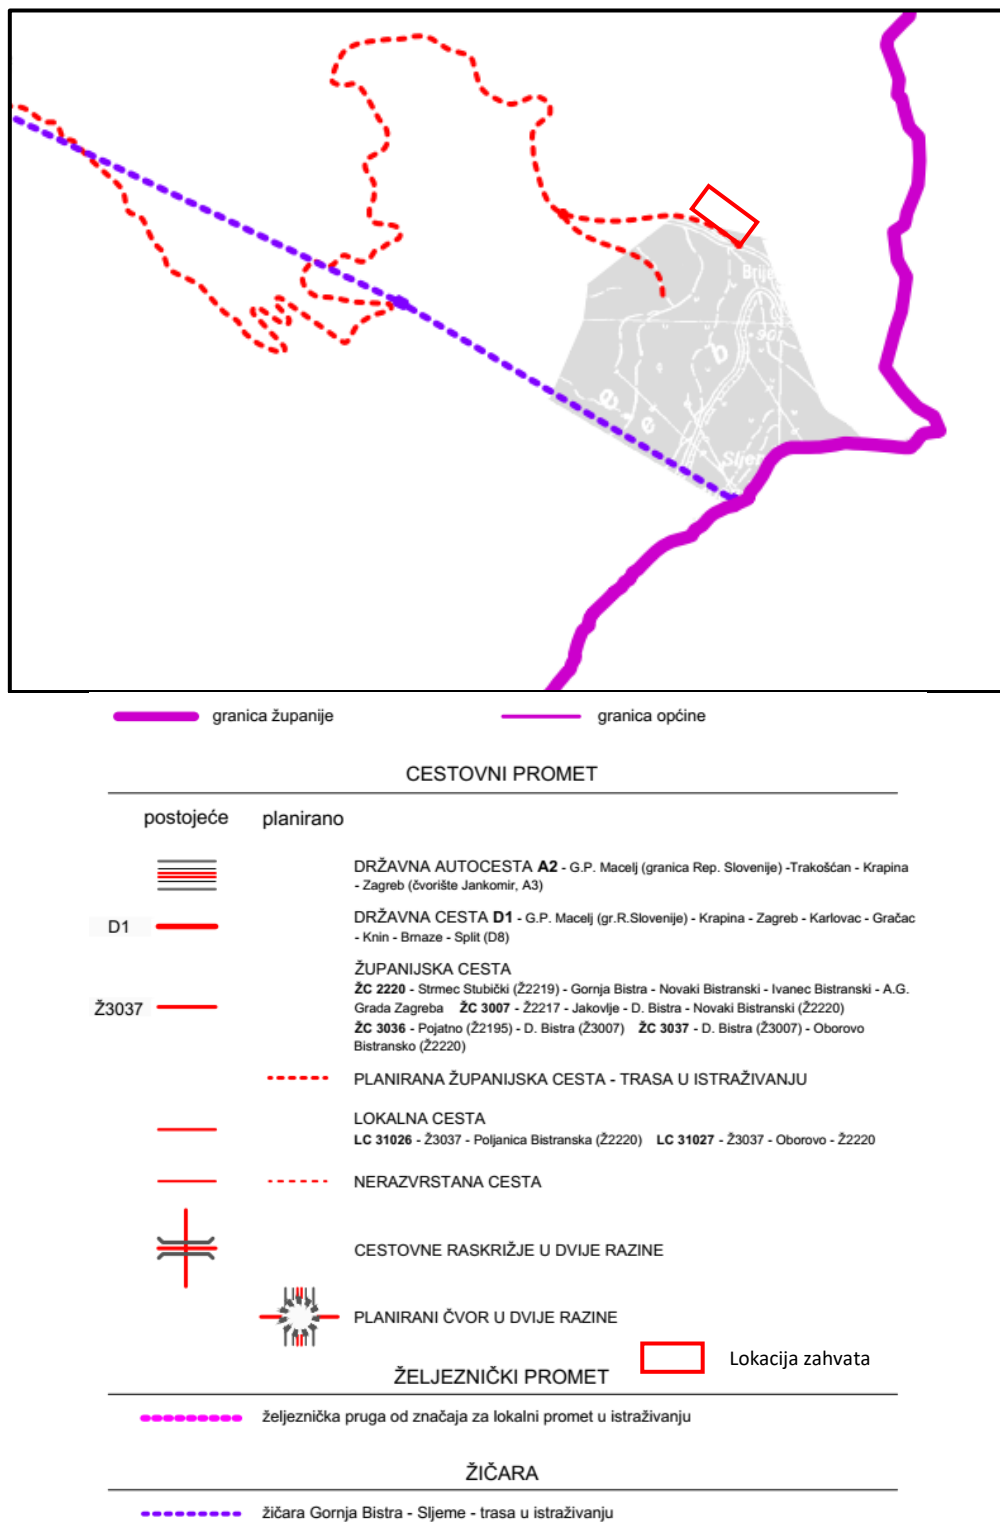 Brije
901
b
e
e
Sljer
granica županije
granica općine
CESTOVNI PROMET
postojeće
planirano
DRŽAVNA AUTOCESTA A2 - G.P. Macelj (granica Rep. Slovenije) -Trakošćan - Krapina
- Zagreb (čvorište Jankomir, A3)
D1
DRŽAVNA CESTA D1 - G.P. Macelj (gr.R.Slovenije) - Krapina - Zagreb - Karlovac - Gračac
- Knin - Brnaze - Split (D8)
ŽUPANIJSKA CESTA
ŽC 2220 - Strmec Stubički (Ž2219) - Gornja Bistra - Novaki Bistranski - Ivanec Bistranski - A.G.
Ž3037
Grada Zagreba ŽC 3007 - Ž2217 - Jakovlje - D. Bistra - Novaki Bistranski (Ž2220)
ŽC 3036 - Pojatno (Ž2195) - D. Bistra (Ž3007) ŽC 3037 - D. Bistra (Ž3007) - Oborovo
Bistransko (Ž2220)
PLANIRANA ŽUPANIJSKA CESTA - TRASA U ISTRAŽIVANJU
LOKALNA CESTA
LC 31026 - Ž3037 - Poljanica Bistranska (Ž2220) LC 31027 - Ž3037 - Oborovo - Ž2220
NERAZVRSTANA CESTA
CESTOVNE RASKRIŽJE U DVIJE RAZINE
PLANIRANI ČVOR U DVIJE RAZINE
Lokacija zahvata
ŽELJEZNIČKI PROMET
željeznička pruga od značaja za lokalni promet u istraživanju
ŽIČARA
žičara Gornja Bistra - Sljeme - trasa u istraživanju